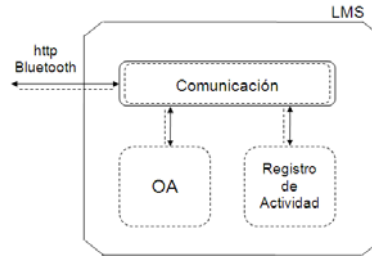 LMS
http
Bluetooth
Comunicación
OA
Registro
de
Actividad